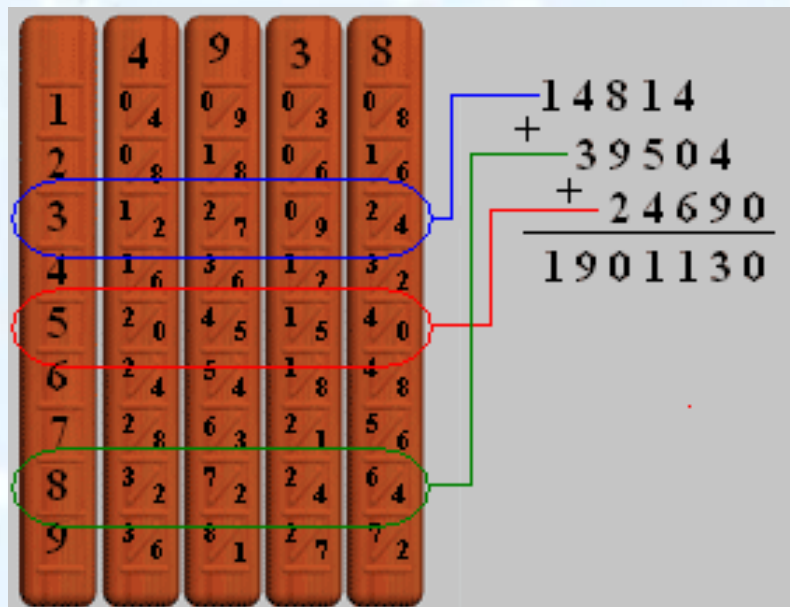 4 9 3 8
1 0/4 0/9 0/3 0/8
2 0/8 1/8 0/6 1/6
3 1/2 2/7 0/9 2/4
4 1/6 3/6 1/2 3/2
5 2/0 4/5 1/5 4/0
6 2/4 5/4 1/8 4/8
7 2/8 6/3 2/1 5/6
8 3/2 7/2 2/4 6/4
9 3/6 8/1 2/7 7/2
14814
+
39504
+
24690
1901130